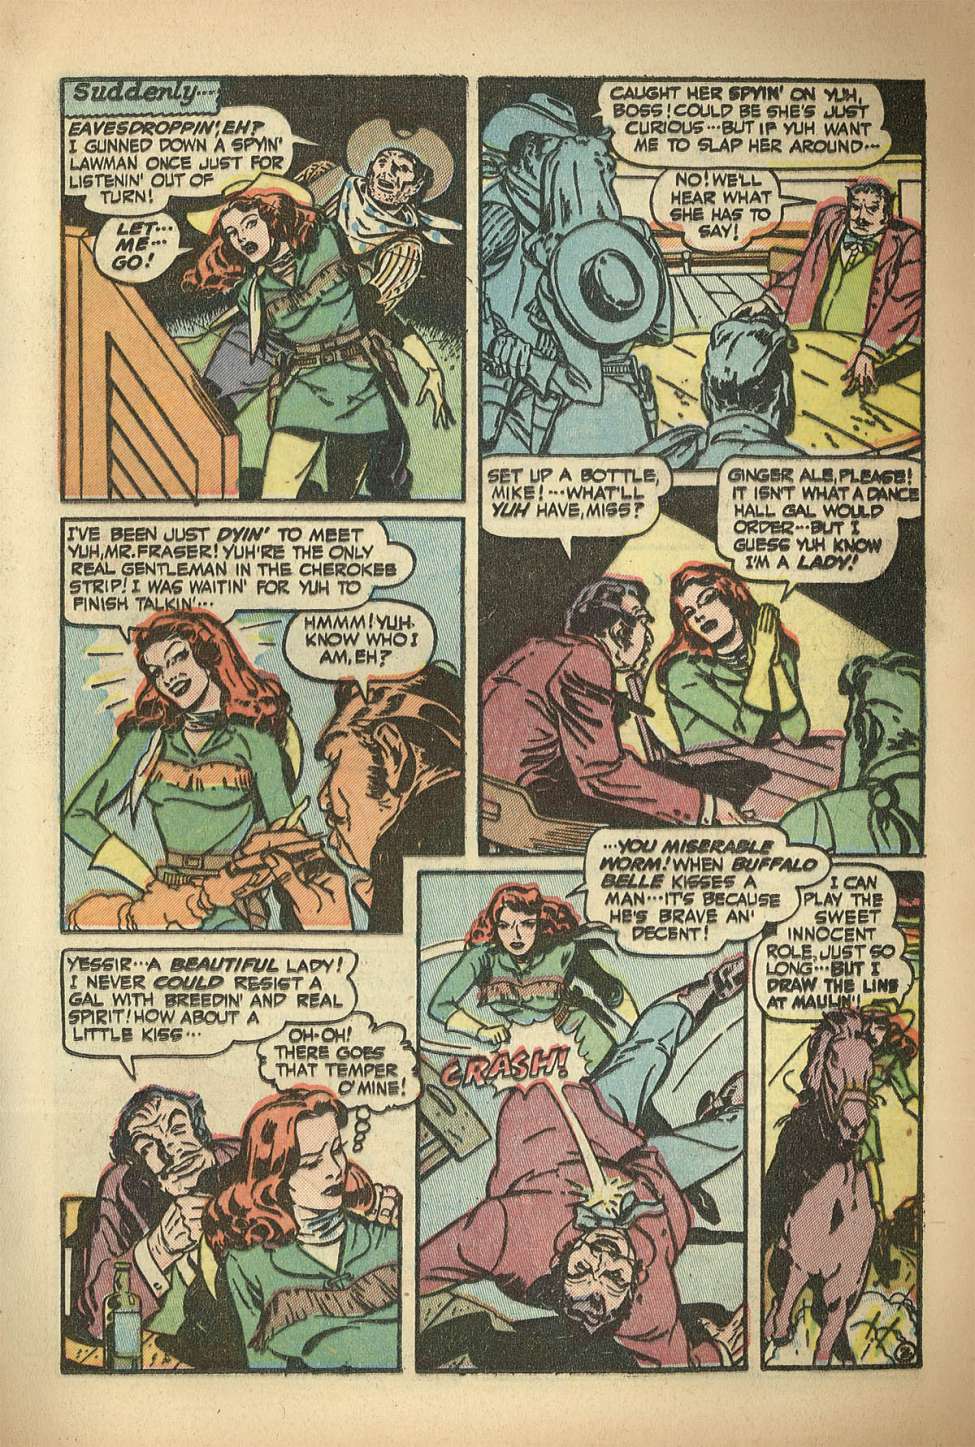 Suddenly...
EAVESDROPPIN', EH?
I GUNNED DOWN A SPYIN'
LAWMAN ONCE JUST FOR
LISTENIN' OUT OF
TURN!
LET...
ME...
GO!
CAUGHT HER SPYIN' ON YUH,
BOSS! COULD BE SHE'S JUST
CURIOUS...BUT IF YUH WANT
ME TO SLAP HER AROUND...
NO! WE'LL
HEAR WHAT
SHE HAS TO
SAY!
I'VE BEEN JUST DYIN' TO MEET
YUH, MR. FRASER! YUH'RE THE ONLY
REAL GENTLEMAN IN THE CHEROKEE
STRIP! I WAS WAITIN' FOR YUH TO
FINISH TALKIN'...
HMMM! YUH-
KNOW WHO I
AM, EH?
SET UP A BOTTLE,
MIKE!...WHAT'LL
YUH HAVE, MISS?
GINGER ALE, PLEASE!
IT ISN'T WHAT A DANCE
HALL GAL WOULD
ORDER...BUT I
GUESS YUH KNOW
I'M A LADY!
YESSIR...A BEAUTIFUL LADY!
I NEVER COULD RESIST A
GAL WITH BREEDIN' AND REAL
SPIRIT! HOW ABOUT A
LITTLE KISS...
OH-OH!
THERE GOES
THAT TEMPER
O' MINE!
...YOU MISERABLE
WORM! WHEN BUFFALO
BELLE KISSES A
MAN...IT'S BECAUSE
HE'S BRAVE AN'
DECENT!
CRASH!
I CAN
PLAY THE
SWEET
INNOCENT
ROLE, JUST SO
LONG...BUT I
DRAW THE LINE
AT MAULIN'!